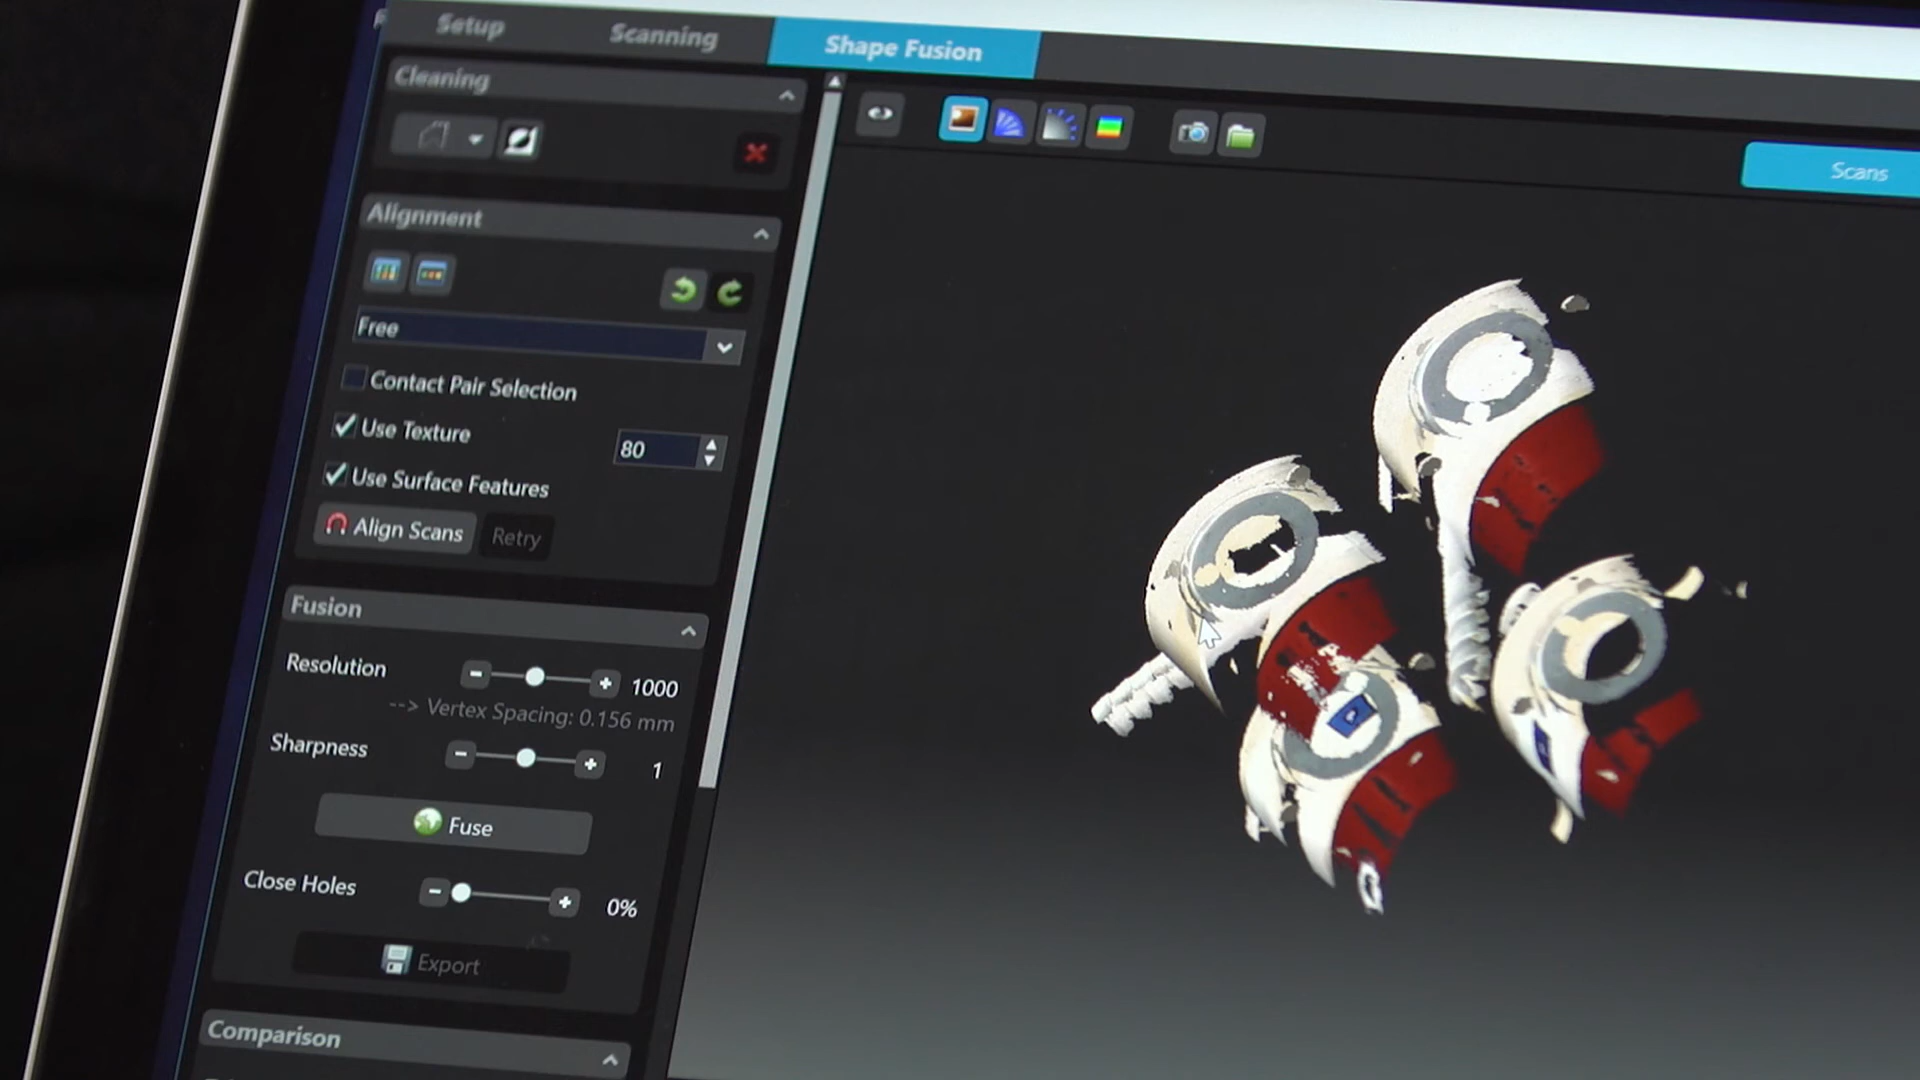 Setup
Scanning
Shape Fusion
Cleaning
Scans
Alignment
Free
Contact Pair Selection
Use Texture
80
Use Surface Features
Align Scans
Retry
Fusion
Resolution
1000
--> Vertex Spacing: 0.156 mm
Sharpness
1
Fuse
Close Holes
0%
Export
Comparison